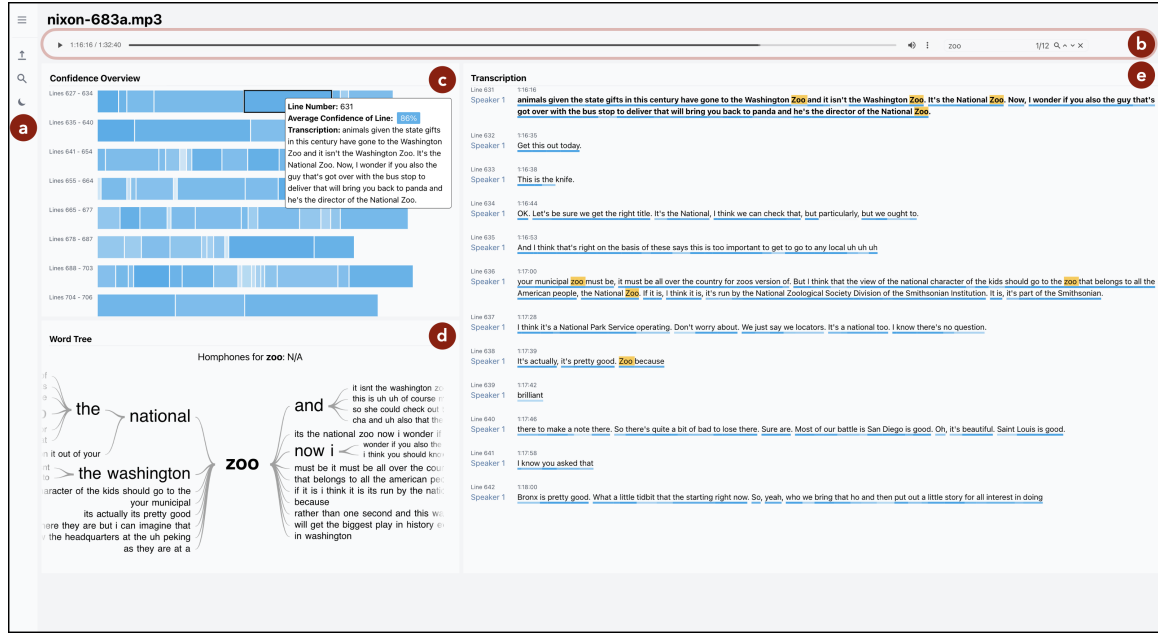 nixon-683a.mp3
1:16:16 / 1:32:40
zoo
1/12
b
a
Confidence Overview
c
Lines 627 - 634
Lines 635 - 640
Lines 641 - 654
Lines 655 - 664
Lines 665 - 677
Lines 678 - 687
Lines 688 - 703
Lines 704 - 706
Line Number: 631
Average Confidence of Line: 86%
Transcription: animals given the state gifts
in this century have gone to the Washington
Zoo and it isn't the Washington Zoo. It's the
National Zoo. Now, I wonder if you also the
guy that's got over with the bus stop to
deliver that will bring you back to panda and
he's the director of the National Zoo.
Word Tree
d
Homphones for zoo: N/A
of
the
national
n it out of your
to
the washington
aracter of the kids should go to the
your municipal
its actually its pretty good
ere they are but i can imagine that
the headquarters at the uh peking
as they are at a
zoo
and
it isnt the washington zo
this is uh uh of course
so she could check out
cha and uh also that the
its the national zoo now i wonder if
now i
wonder if you also the
i think you should kno
must be it must be all over the cou
that belongs to all the american pe
if it is i think it is its run by the nati
because
rather than one second and this wa
will get the biggest play in history e
in washington
Transcription
e
Line 631 1:16:16
Speaker 1 animals given the state gifts in this century have gone to the Washington Zoo and it isn't the Washington Zoo. It's the National Zoo. Now, I wonder if you also the guy that's
got over with the bus stop to deliver that will bring you back to panda and he's the director of the National Zoo.
Line 632 1:16:35
Speaker 1 Get this out today.
Line 633 1:16:38
Speaker 1 This is the knife.
Line 634 1:16:44
Speaker 1 OK. Let's be sure we get the right title. It's the National, I think we can check that, but particularly, but we ought to.
Line 635 1:16:53
Speaker 1 And I think that's right on the basis of these says this is too important to get to go to any local uh uh uh
Line 636 1:17:00
Speaker 1 your municipal zoo must be, it must be all over the country for zoos version of. But I think that the view of the national character of the kids should go to the zoo that belongs to all the
American people, the National Zoo. If it is, I think it is, it's run by the National Zoological Society Division of the Smithsonian Institution. It is, it's part of the Smithsonian.
Line 637 1:17:28
Speaker 1 I think it's a National Park Service operating. Don't worry about. We just say we locators. It's a national too. I know there's no question.
Line 638 1:17:39
Speaker 1 It's actually, it's pretty good. Zoo because
Line 639 1:17:42
Speaker 1 brilliant
Line 640 1:17:46
Speaker 1 there to make a note there. So there's quite a bit of bad to lose there. Sure are. Most of our battle is San Diego is good. Oh, it's beautiful. Saint Louis is good.
Line 641 1:17:58
Speaker 1 I know you asked that
Line 642 1:18:00
Speaker 1 Bronx is pretty good. What a little tidbit that the starting right now. So, yeah, who we bring that ho and then put out a little story for all interest in doing